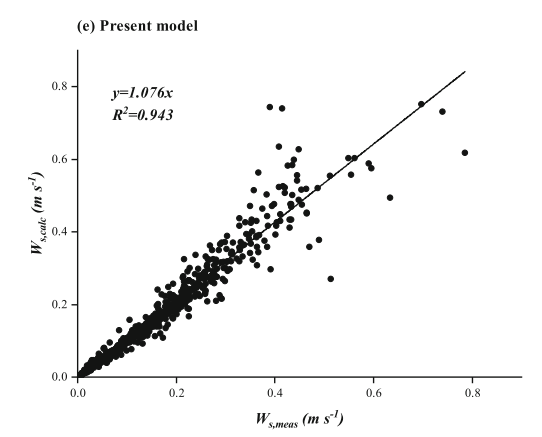 (e) Present model
y=1.076x
R²=0.943
W_s,calc (m s⁻¹)
0.8
0.6
0.4
0.2
0.0
0.0 0.2 0.4 0.6 0.8
W_s,meas (m s⁻¹)